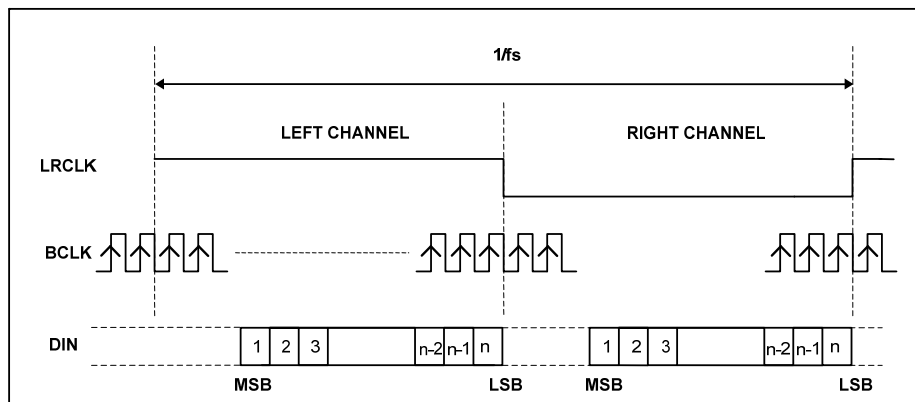 1/fs
LEFT CHANNEL RIGHT CHANNEL
LRCLK
BCLK
DIN 1 2 3 n-2 n-1 n 1 2 3 n-2 n-1 n
MSB LSB MSB LSB